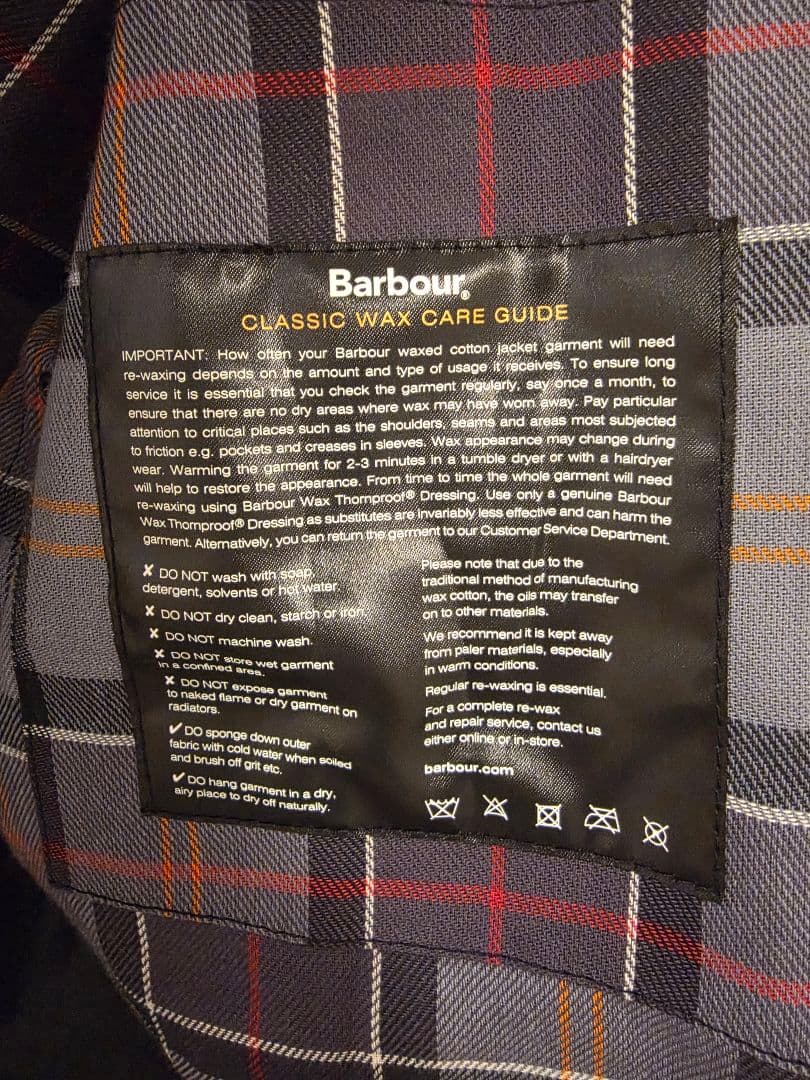 Barbour®
CLASSIC WAX CARE GUIDE
IMPORTANT: How often your Barbour waxed cotton jacket garment will need
re-waxing depends on the amount and type of usage it receives. To ensure long
service it is essential that you check the garment regularly, say once a month, to
ensure that there are no dry areas where wax may have worn away. Pay particular
attention to critical places such as the shoulders, seams and areas most subjected
to friction e.g. pockets and creases in sleeves. Wax appearance may change during
wear. Warming the garment for 2-3 minutes in a tumble dryer or with a hairdryer
will help to restore the appearance. From time to time the whole garment will need
re-waxing using Barbour Wax Thornproof® Dressing. Use only a genuine Barbour
Wax Thornproof® Dressing as substitutes are invariably less effective and can harm the
garment. Alternatively, you can return the garment to our Customer Service Department.
✗ DO NOT wash with soap,
detergent, solvents or hot water.
✗ DO NOT dry clean, starch or iron.
✗ DO NOT machine wash.
✗ DO NOT store wet garment
in a confined area.
✗ DO NOT expose garment
to naked flame or dry garment on
radiators.
✔ DO sponge down outer
fabric with cold water when soiled
and brush off grit etc.
✔ DO hang garment in a dry,
airy place to dry off naturally.
Please note that due to the
traditional method of manufacturing
wax cotton, the oils may transfer
on to other materials.
We recommend it is kept away
from paler materials, especially
in warm conditions.
Regular re-waxing is essential.
For a complete re-wax
and repair service, contact us
either online or in-store.
barbour.com